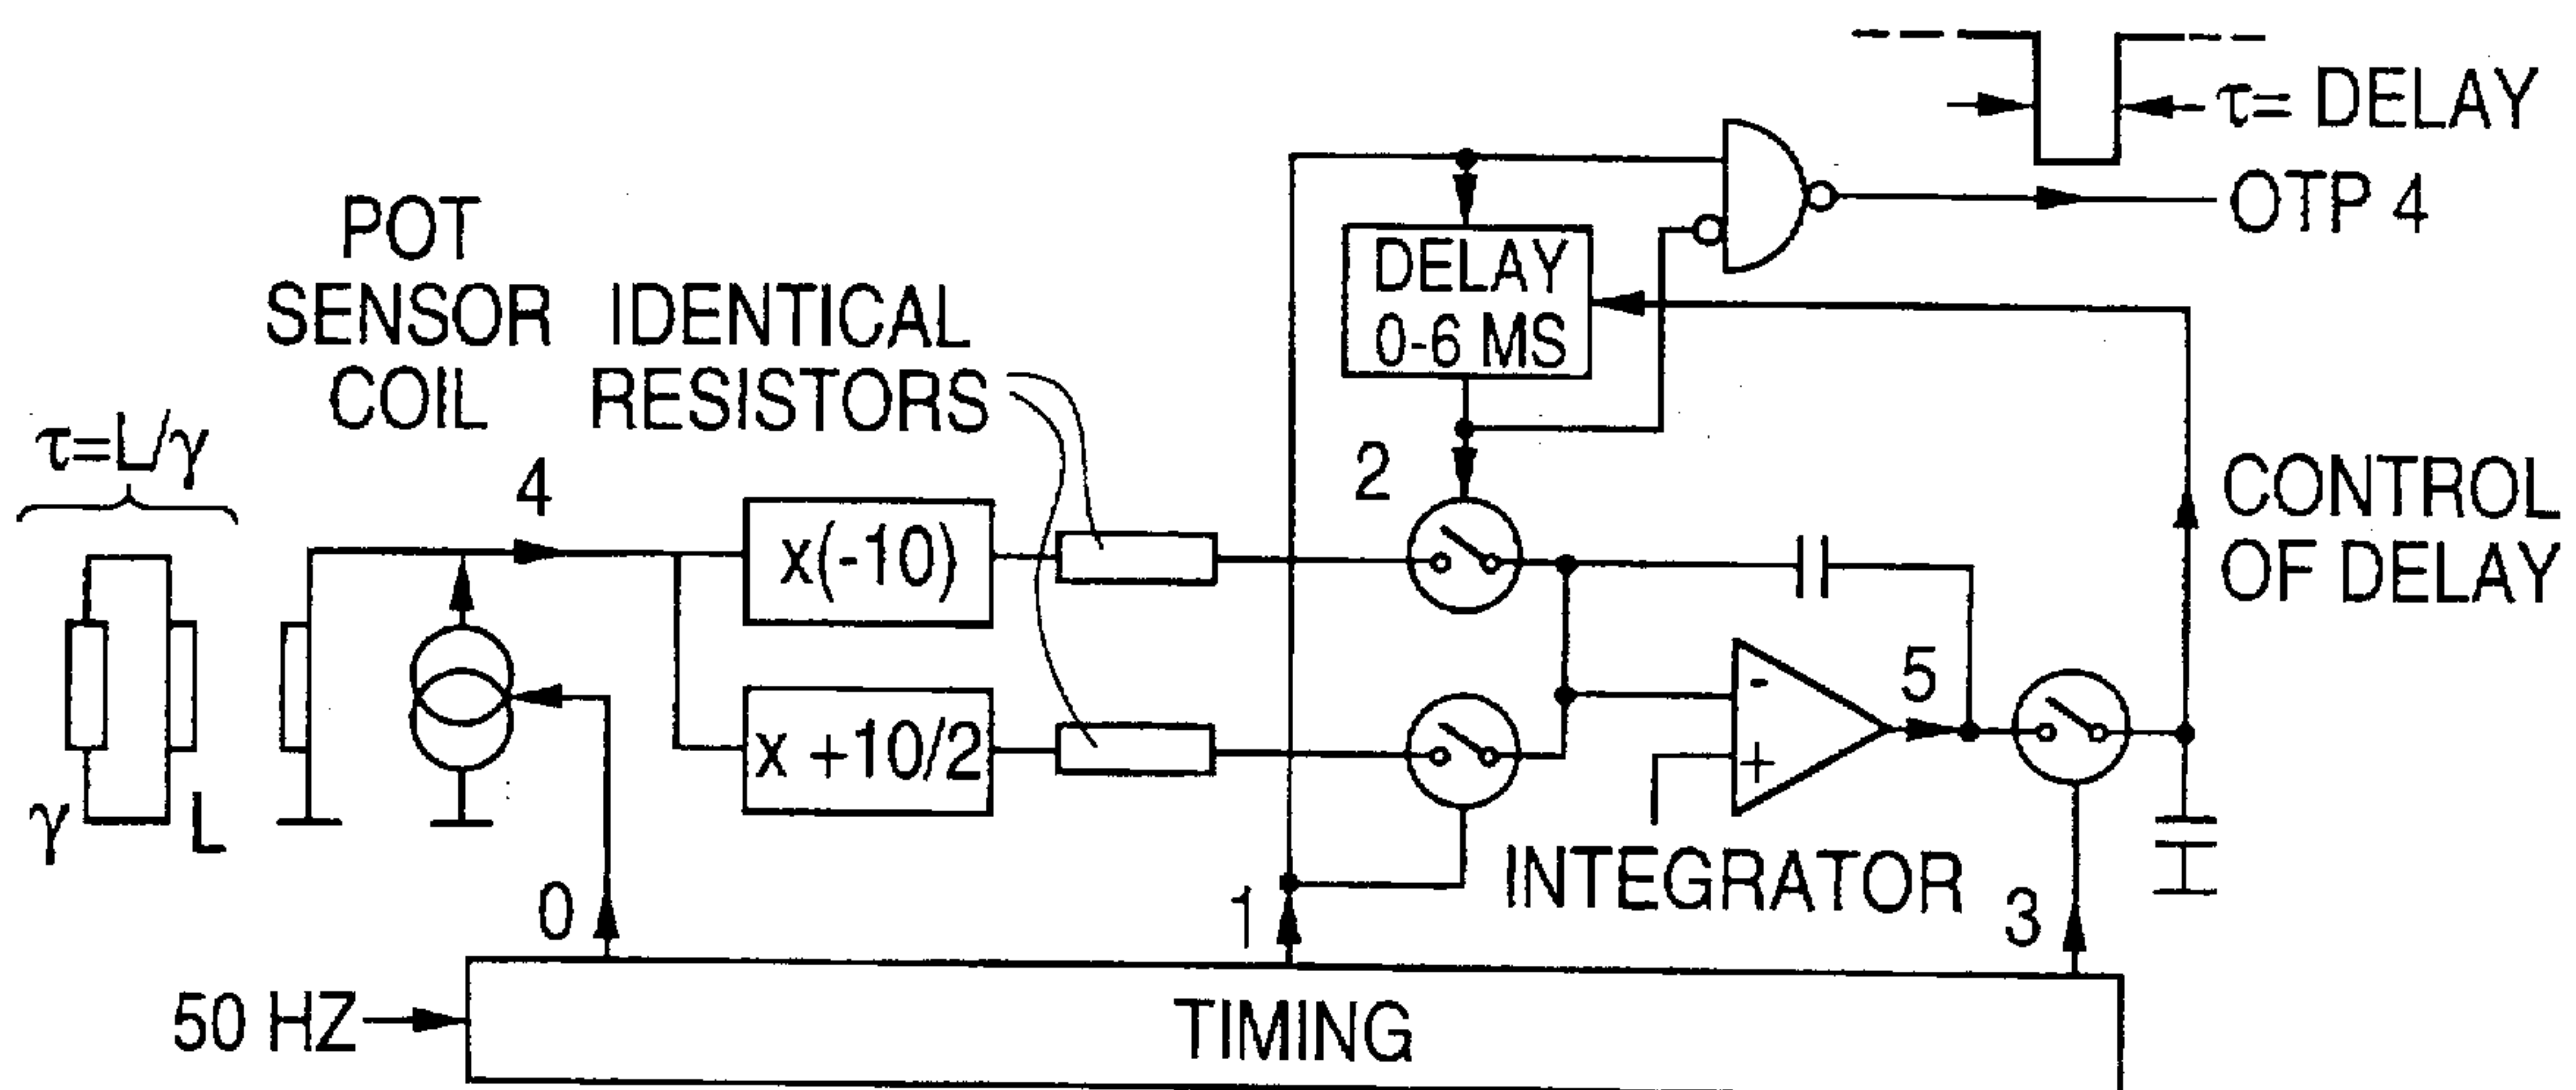 τ= DELAY
OTP 4
POT
SENSOR
COIL
IDENTICAL
RESISTORS
DELAY
0-6 MS
τ=L/γ
4
2
CONTROL
OF DELAY
x(-10)
x +10/2
-
+
5
γ
L
INTEGRATOR
0
1
3
50 HZ
TIMING